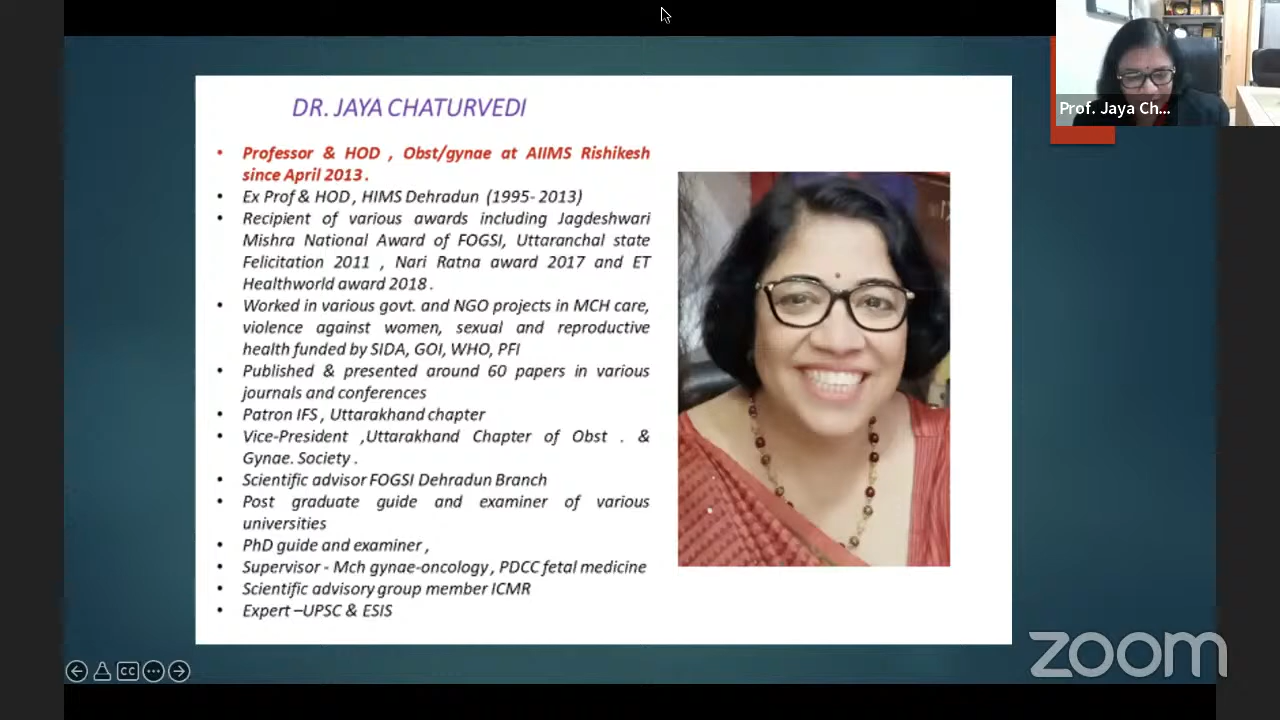 Prof. Jaya Ch...
DR. JAYA CHATURVEDI
• Professor & HOD , Obst/gynae at AIIMS Rishikesh
since April 2013 .
• Ex Prof & HOD , HIMS Dehradun (1995- 2013)
• Recipient of various awards including Jagdeshwari
Mishra National Award of FOGSI, Uttaranchal state
Felicitation 2011 , Nari Ratna award 2017 and ET
Healthworld award 2018 .
• Worked in various govt. and NGO projects in MCH care,
violence against women, sexual and reproductive
health funded by SIDA, GOI, WHO, PFI
• Published & presented around 60 papers in various
journals and conferences
• Patron IFS , Uttarakhand chapter
• Vice-President ,Uttarakhand Chapter of Obst . &
Gynae. Society .
• Scientific advisor FOGSI Dehradun Branch
• Post graduate guide and examiner of various
universities
• PhD guide and examiner ,
• Supervisor - Mch gynae-oncology , PDCC fetal medicine
• Scientific advisory group member ICMR
• Expert –UPSC & ESIS
CC
zoom